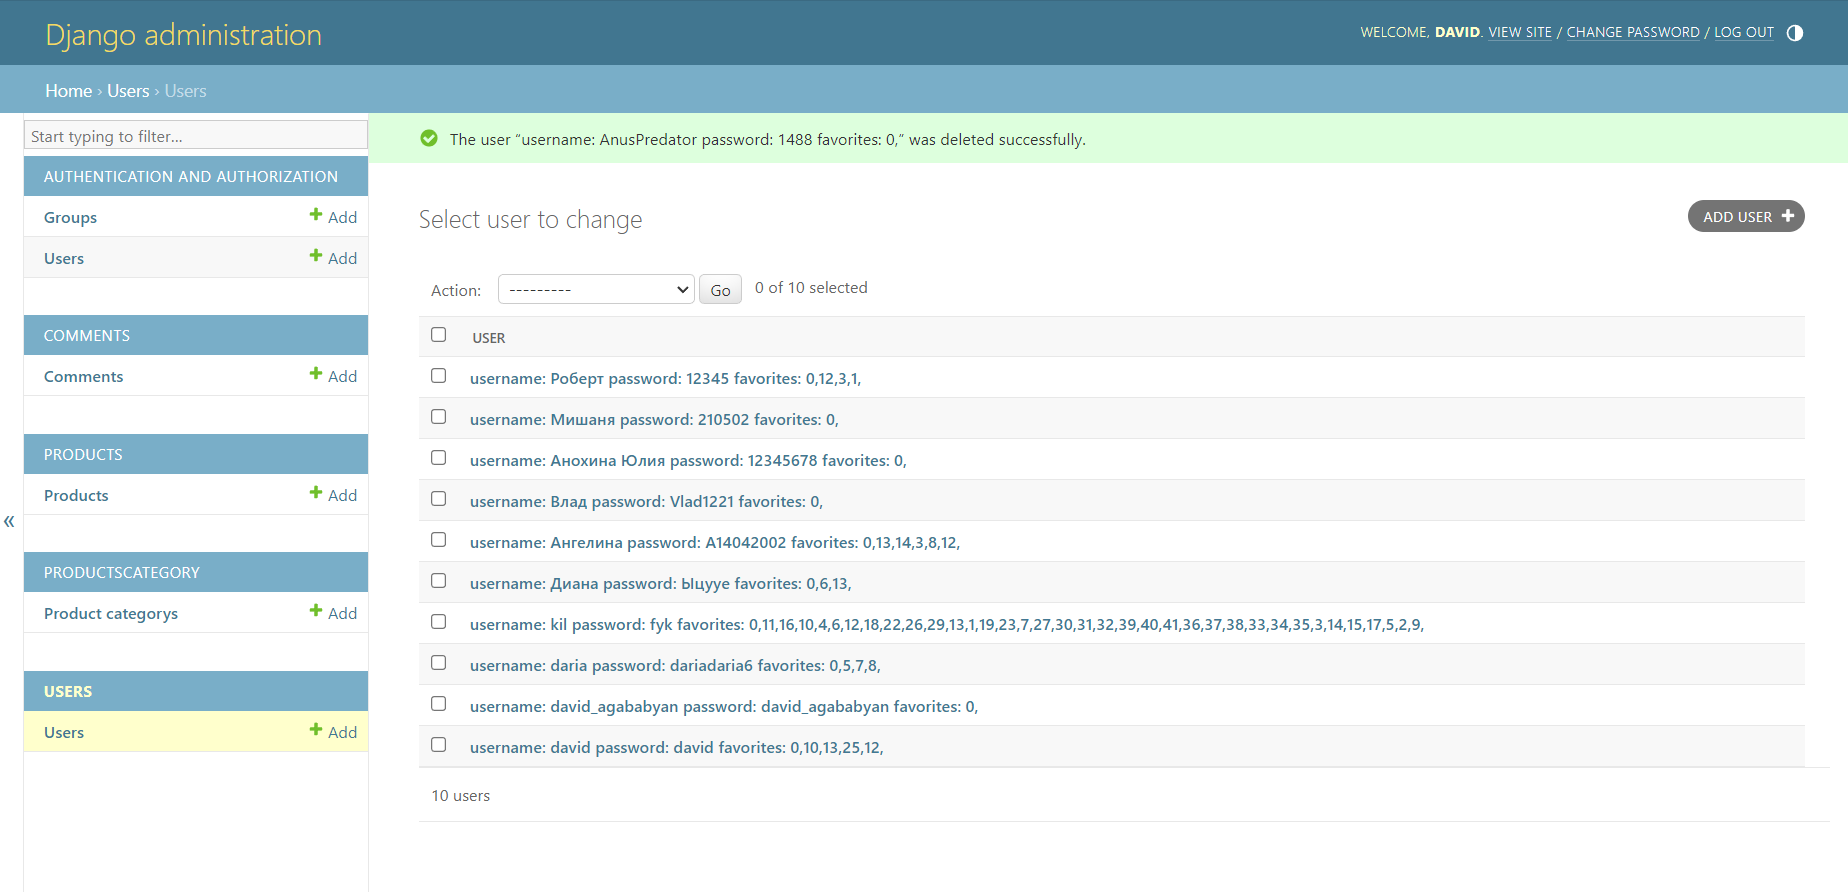 Django administration
WELCOME, DAVID. VIEW SITE / CHANGE PASSWORD / LOG OUT
Home › Users › Users
Start typing to filter...
AUTHENTICATION AND AUTHORIZATION
Groups Add
Users Add
COMMENTS
Comments Add
PRODUCTS
Products Add
PRODUCTSCATEGORY
Product categorys Add
USERS
Users Add
«
The user “username: AnusPredator password: 1488 favorites: 0,” was deleted successfully.
Select user to change
ADD USER
Action: --------- Go 0 of 10 selected
USER
username: Роберт password: 12345 favorites: 0,12,3,1,
username: Мишаня password: 210502 favorites: 0,
username: Анохина Юлия password: 12345678 favorites: 0,
username: Влад password: Vlad1221 favorites: 0,
username: Ангелина password: A14042002 favorites: 0,13,14,3,8,12,
username: Диана password: Ыцууе favorites: 0,6,13,
username: kil password: fyk favorites: 0,11,16,10,4,6,12,18,22,26,29,13,1,19,23,7,27,30,31,32,39,40,41,36,37,38,33,34,35,3,14,15,17,5,2,9,
username: daria password: dariadaria6 favorites: 0,5,7,8,
username: david_agababyan password: david_agababyan favorites: 0,
username: david password: david favorites: 0,10,13,25,12,
10 users